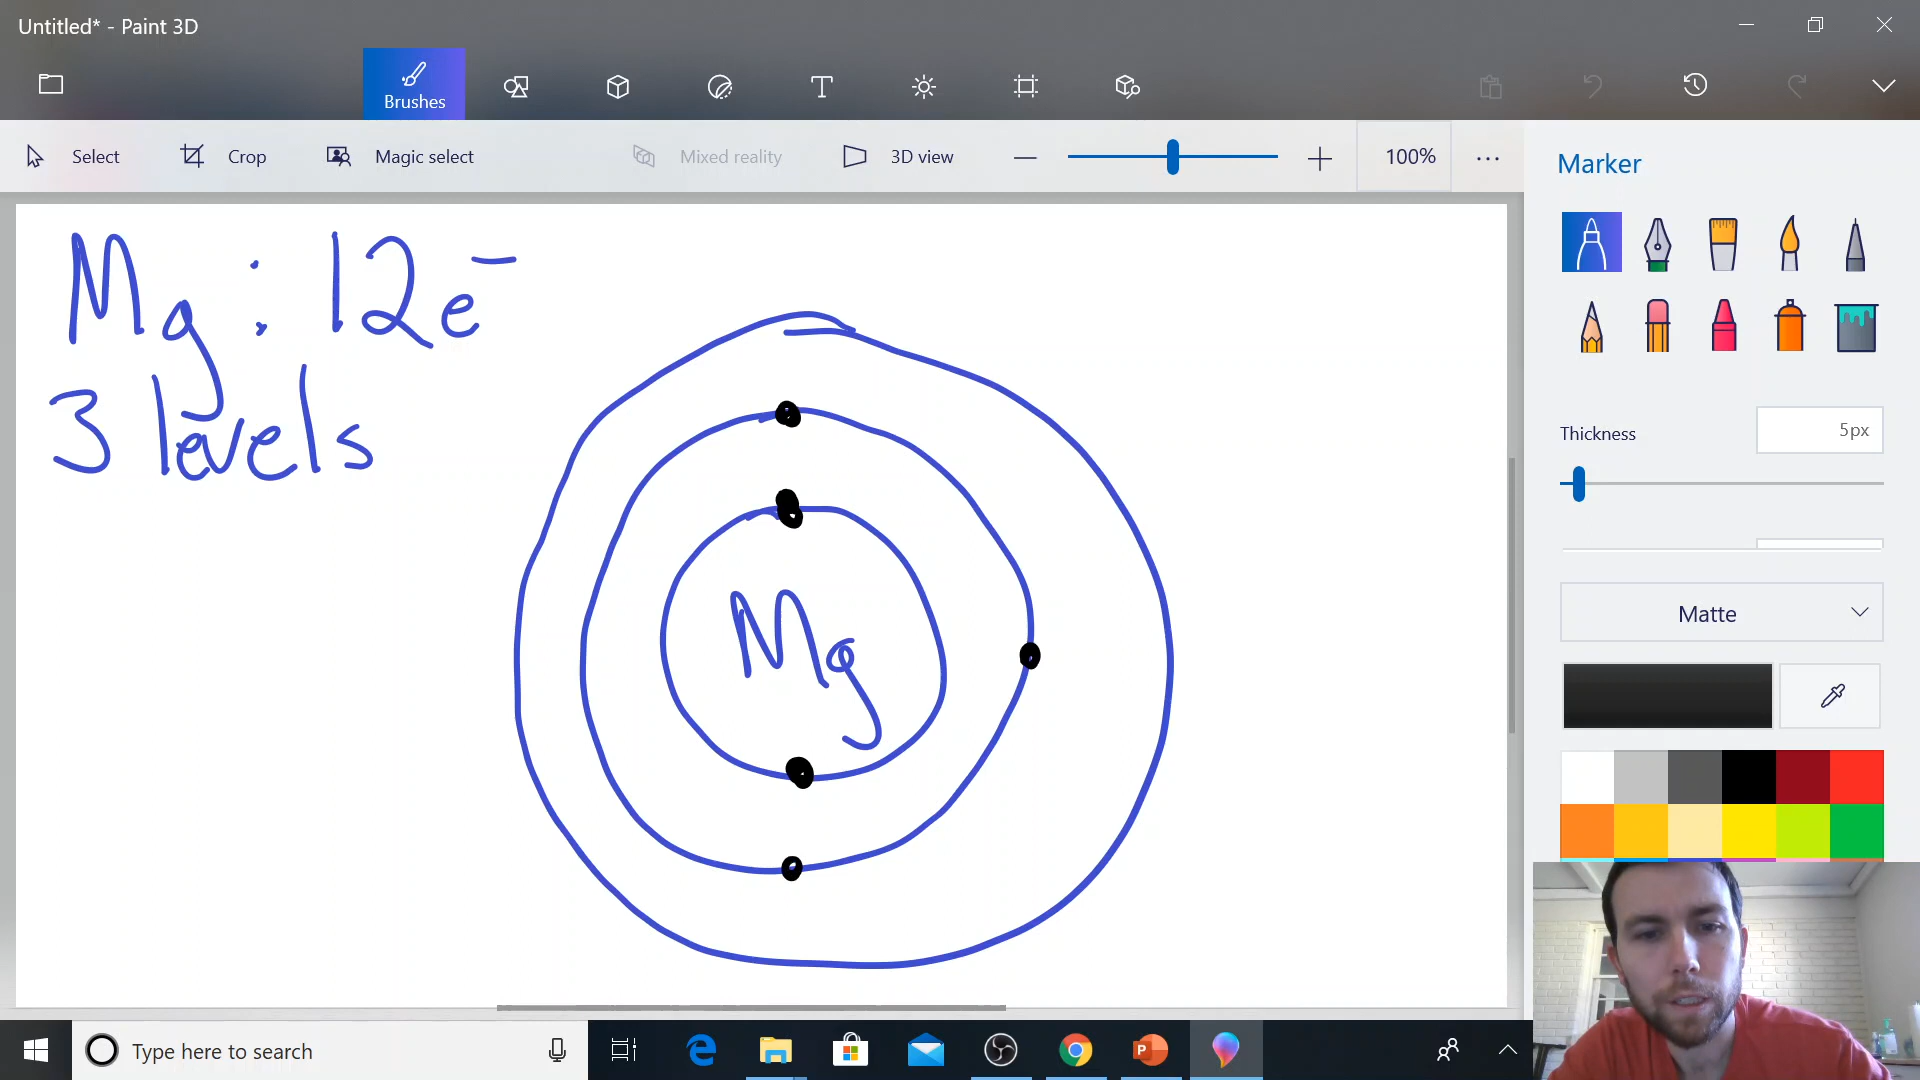 Untitled* - Paint 3D
Brushes
Select Crop Magic select Mixed reality 3D view 100%
Marker
Mg : 12e⁻
3 levels
Mg
Thickness 5px
Matte
Type here to search